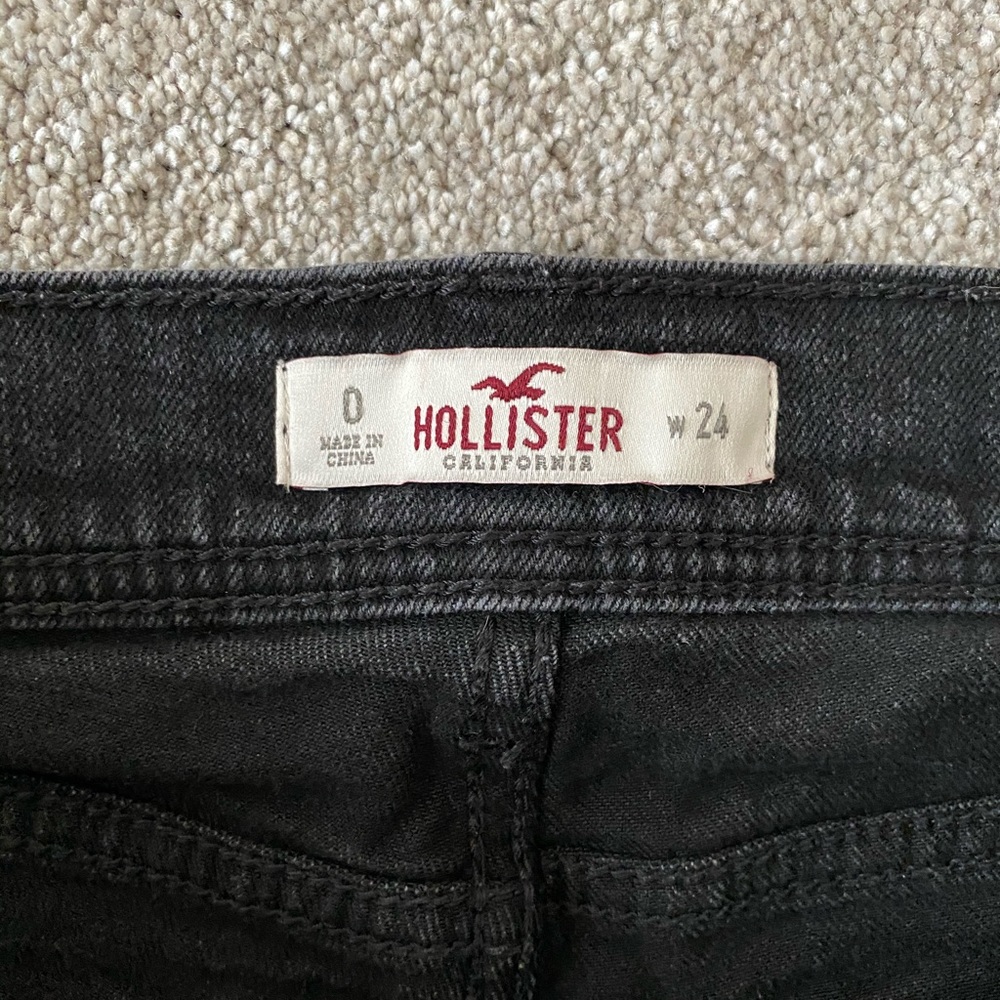 0
MADE IN
CHINA
HOLLISTER
CALIFORNIA
W 24